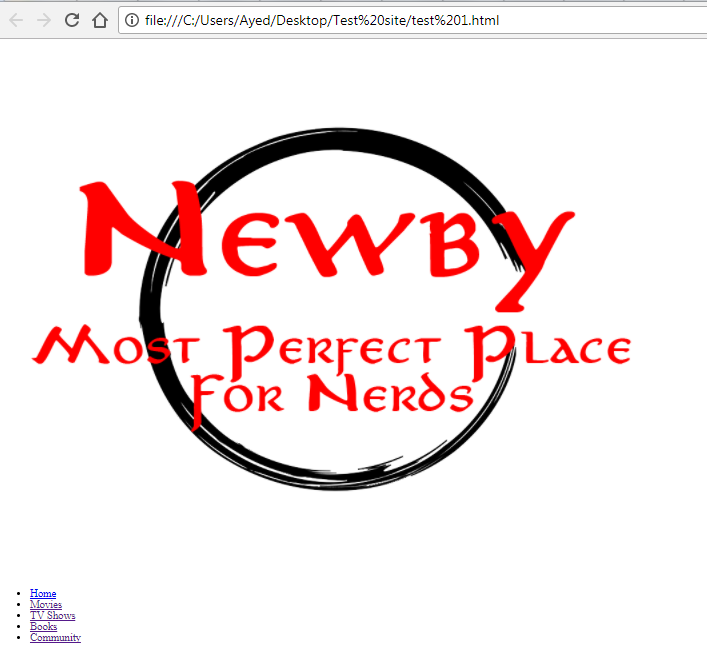 file:///C:/Users/Ayed/Desktop/Test%20site/test%201.html
Newby
Most Perfect Place
For Nerds
Home
Movies
TV Shows
Books
Community